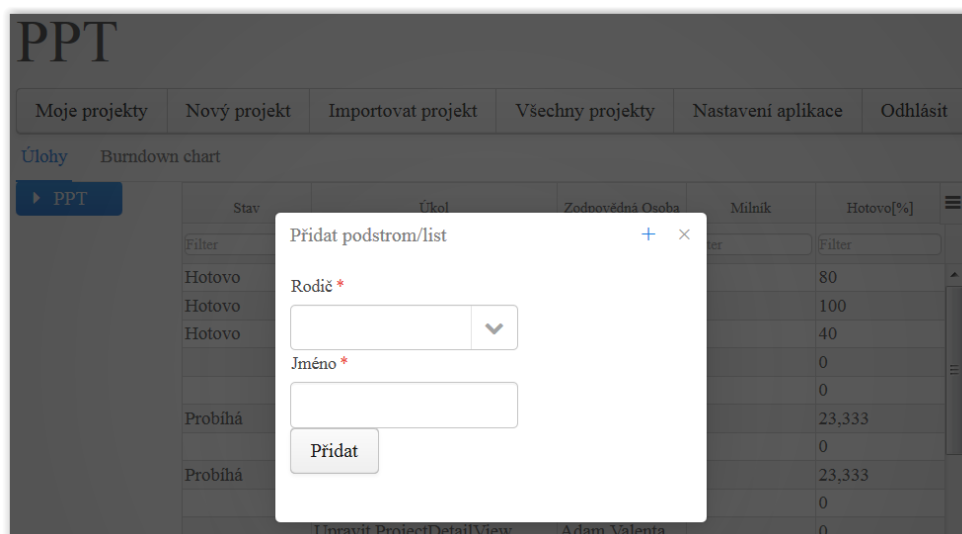 PPT
Moje projekty Nový projekt Importovat projekt Všechny projekty Nastavení aplikace Odhlásit
Úlohy Burndown chart
PPT
Stav Úkol Zodpovědná Osoba Milník Hotovo[%]
Filter Filter
Přidat podstrom/list
Hotovo 80
Rodič *
Hotovo 100
Hotovo 40
0
Jméno *
0
Probíhá 23,333
0
Přidat
Probíhá 23,333
0
Upravit ProjectDetailView Adam Valenta 0